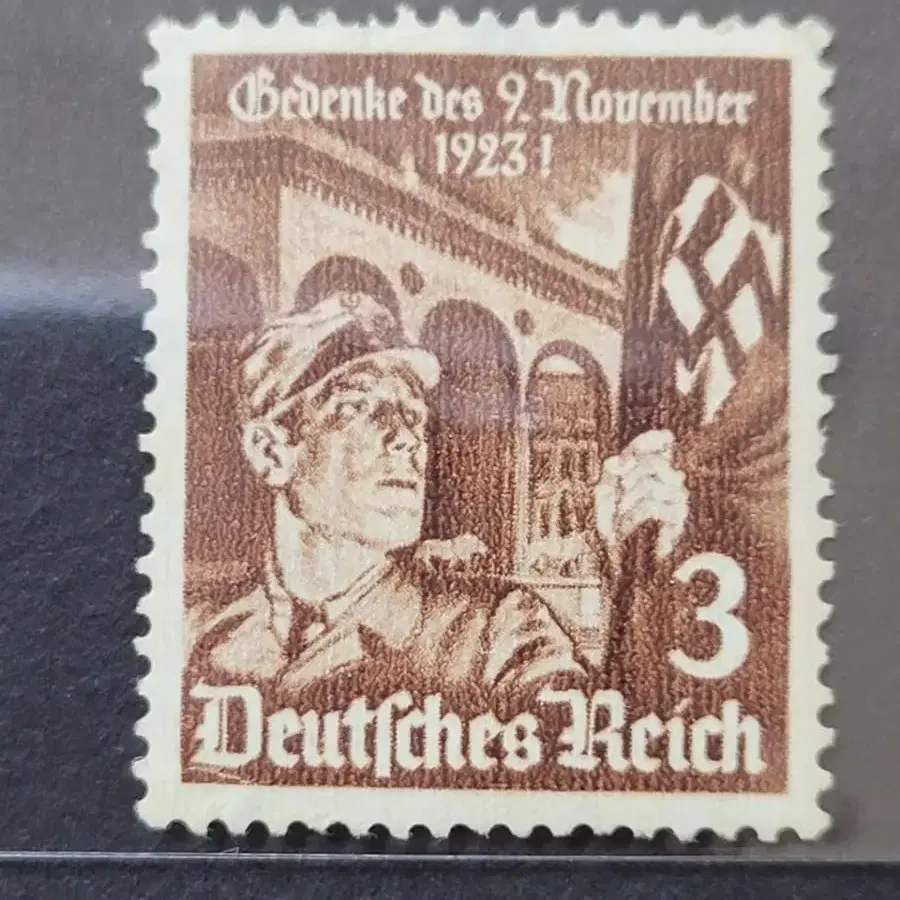 Gedenke des 9. November
1923!
3
Deutsches Reich